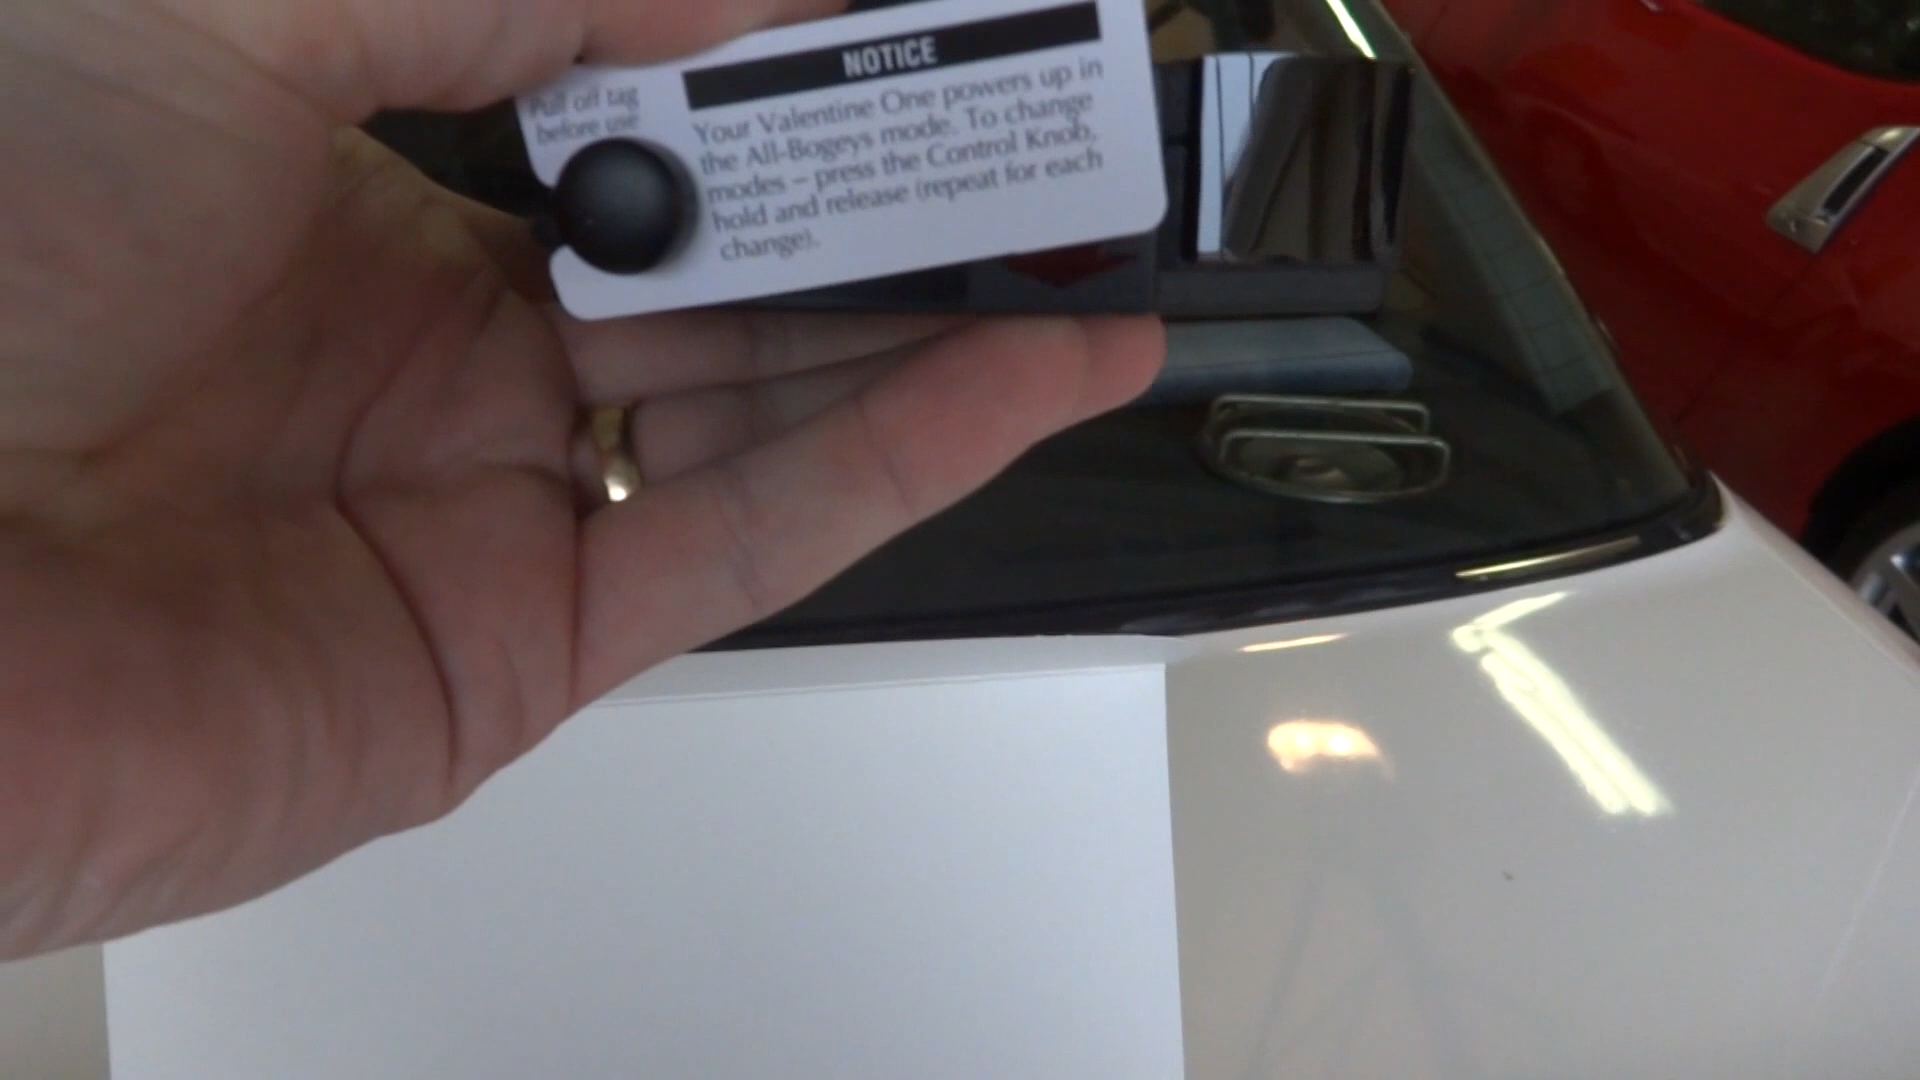 NOTICE
Pull off tag
before use
Your Valentine One powers up in
the All-Bogeys mode. To change
modes – press the Control Knob,
hold and release (repeat for each
change).